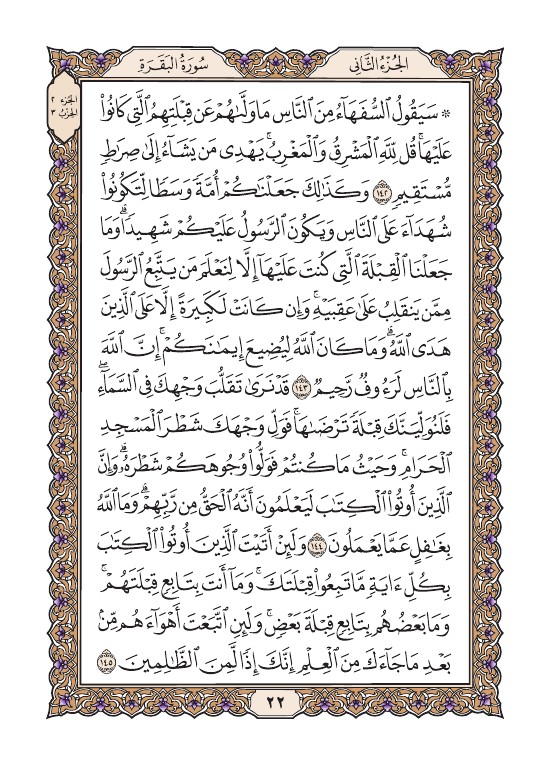 الجُزْءُ الثَّانِي
سُورَةُ البَقَرَةِ
الجزء ٢
الحزب ٣
۞ سَيَقُولُ ٱلسُّفَهَآءُ مِنَ ٱلنَّاسِ مَا وَلَّىٰهُمْ عَن قِبْلَتِهِمُ ٱلَّتِى كَانُوا۟
عَلَيْهَا ۚ قُل لِّلَّهِ ٱلْمَشْرِقُ وَٱلْمَغْرِبُ ۚ يَهْدِى مَن يَشَآءُ إِلَىٰ صِرَٰطٍ
مُّسْتَقِيمٍ ﴿١٤٢﴾ وَكَذَٰلِكَ جَعَلْنَٰكُمْ أُمَّةً وَسَطًا لِّتَكُونُوا۟
شُهَدَآءَ عَلَى ٱلنَّاسِ وَيَكُونَ ٱلرَّسُولُ عَلَيْكُمْ شَهِيدًا ۗ وَمَا
جَعَلْنَا ٱلْقِبْلَةَ ٱلَّتِى كُنتَ عَلَيْهَآ إِلَّا لِنَعْلَمَ مَن يَتَّبِعُ ٱلرَّسُولَ
مِمَّن يَنقَلِبُ عَلَىٰ عَقِبَيْهِ ۚ وَإِن كَانَتْ لَكَبِيرَةً إِلَّا عَلَى ٱلَّذِينَ
هَدَى ٱللَّهُ ۗ وَمَا كَانَ ٱللَّهُ لِيُضِيعَ إِيمَٰنَكُمْ ۚ إِنَّ ٱللَّهَ
بِٱلنَّاسِ لَرَءُوفٌ رَّحِيمٌ ﴿١٤٣﴾ قَدْ نَرَىٰ تَقَلُّبَ وَجْهِكَ فِى ٱلسَّمَآءِ ۖ
فَلَنُوَلِّيَنَّكَ قِبْلَةً تَرْضَىٰهَا ۚ فَوَلِّ وَجْهَكَ شَطْرَ ٱلْمَسْجِدِ
ٱلْحَرَامِ ۚ وَحَيْثُ مَا كُنتُمْ فَوَلُّوا۟ وُجُوهَكُمْ شَطْرَهُۥ ۗ وَإِنَّ
ٱلَّذِينَ أُوتُوا۟ ٱلْكِتَٰبَ لَيَعْلَمُونَ أَنَّهُ ٱلْحَقُّ مِن رَّبِّهِمْ ۗ وَمَا ٱللَّهُ
بِغَٰفِلٍ عَمَّا يَعْمَلُونَ ﴿١٤٤﴾ وَلَئِنْ أَتَيْتَ ٱلَّذِينَ أُوتُوا۟ ٱلْكِتَٰبَ
بِكُلِّ ءَايَةٍ مَّا تَبِعُوا۟ قِبْلَتَكَ ۚ وَمَآ أَنتَ بِتَابِعٍ قِبْلَتَهُمْ ۚ
وَمَا بَعْضُهُم بِتَابِعٍ قِبْلَةَ بَعْضٍ ۚ وَلَئِنِ ٱتَّبَعْتَ أَهْوَآءَهُم مِّنۢ
بَعْدِ مَا جَآءَكَ مِنَ ٱلْعِلْمِ ۙ إِنَّكَ إِذًا لَّمِنَ ٱلظَّٰلِمِينَ ﴿١٤٥﴾
٢٢